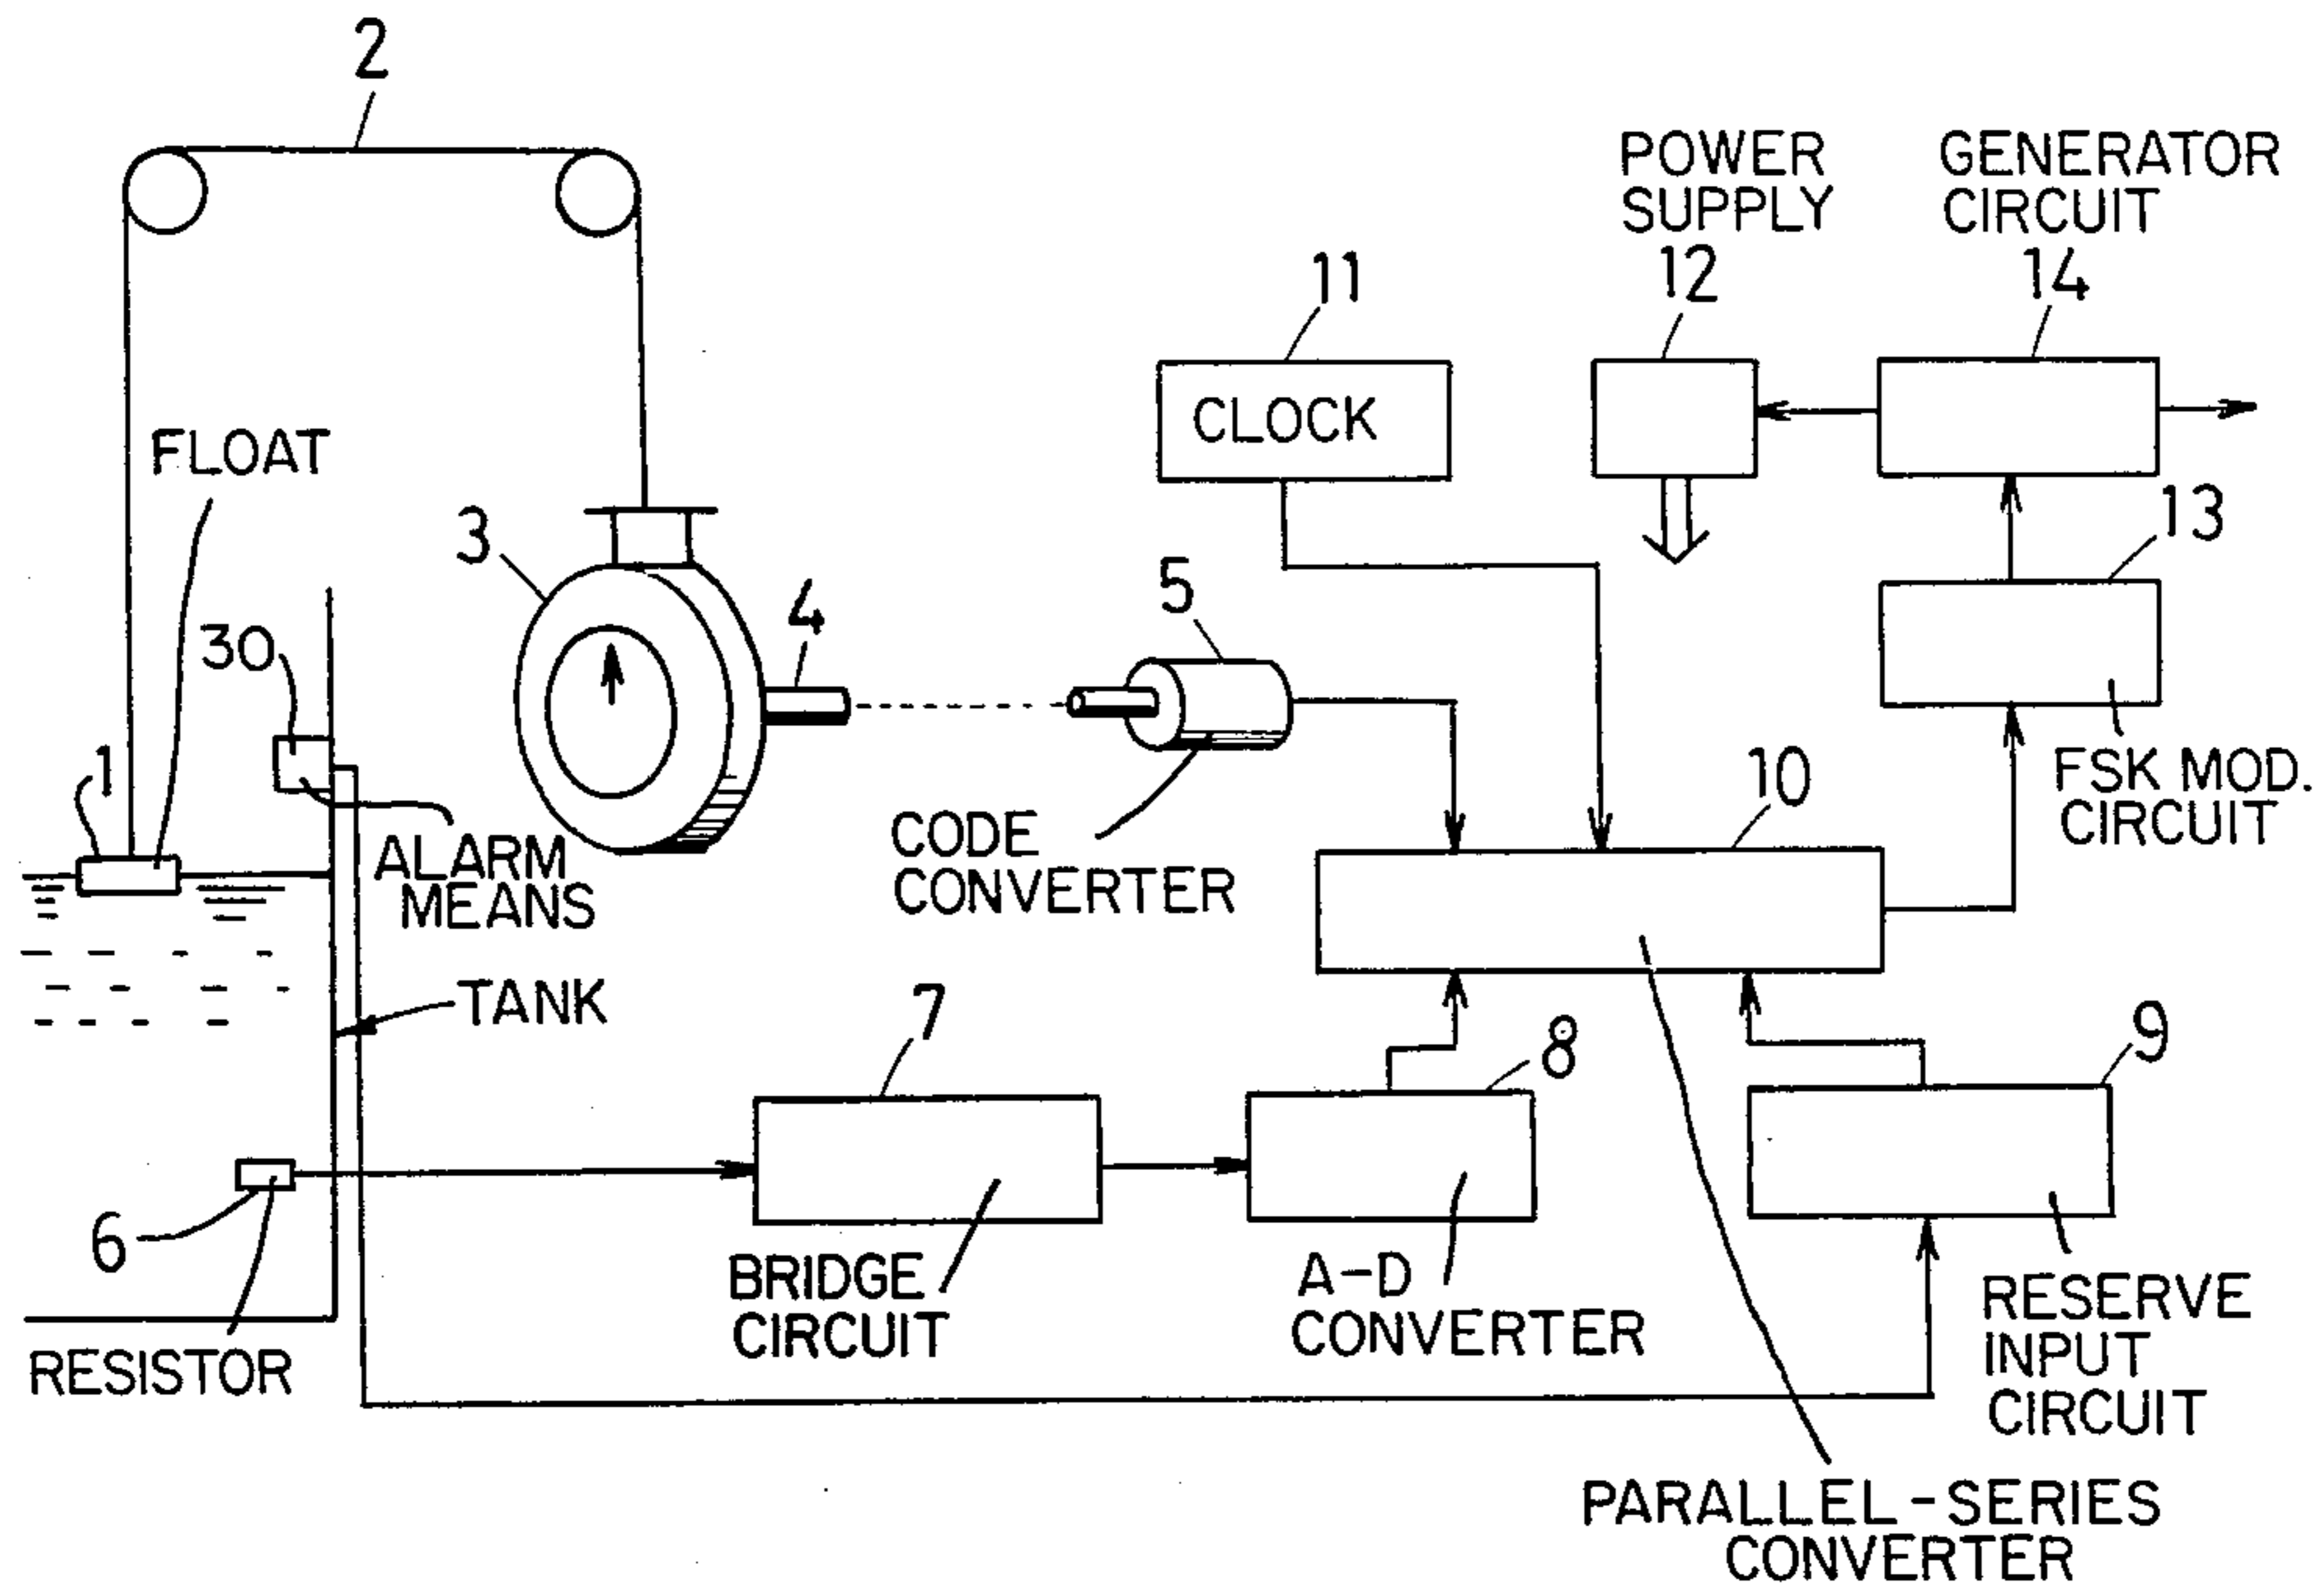 2
POWER
SUPPLY
12
GENERATOR
CIRCUIT
14
11
CLOCK
FLOAT
3
13
4
5
30
1
FSK MOD.
CIRCUIT
10
ALARM
MEANS
CODE
CONVERTER
TANK
7
8
9
6
BRIDGE
CIRCUIT
A-D
CONVERTER
RESERVE
INPUT
CIRCUIT
RESISTOR
PARALLEL-SERIES
CONVERTER